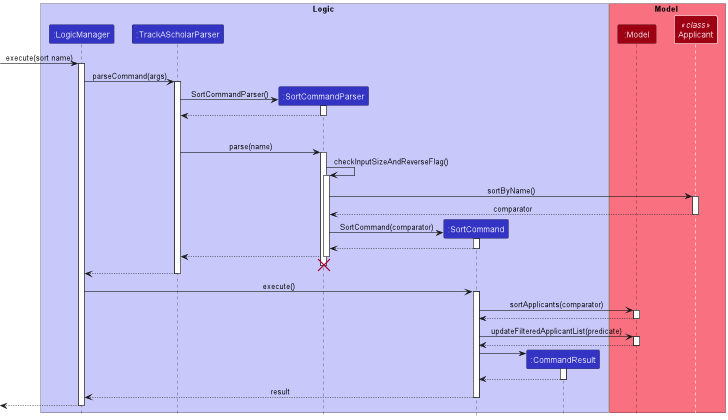 Logic
Model
:LogicManager
:TrackAScholarParser
:Model
«class»
Applicant
execute(sort name)
parseCommand(args)
SortCommandParser()
:SortCommandParser
parse(name)
checkInputSizeAndReverseFlag()
sortByName()
comparator
SortCommand(comparator)
:SortCommand
execute()
sortApplicants(comparator)
updateFilteredApplicantList(predicate)
:CommandResult
result